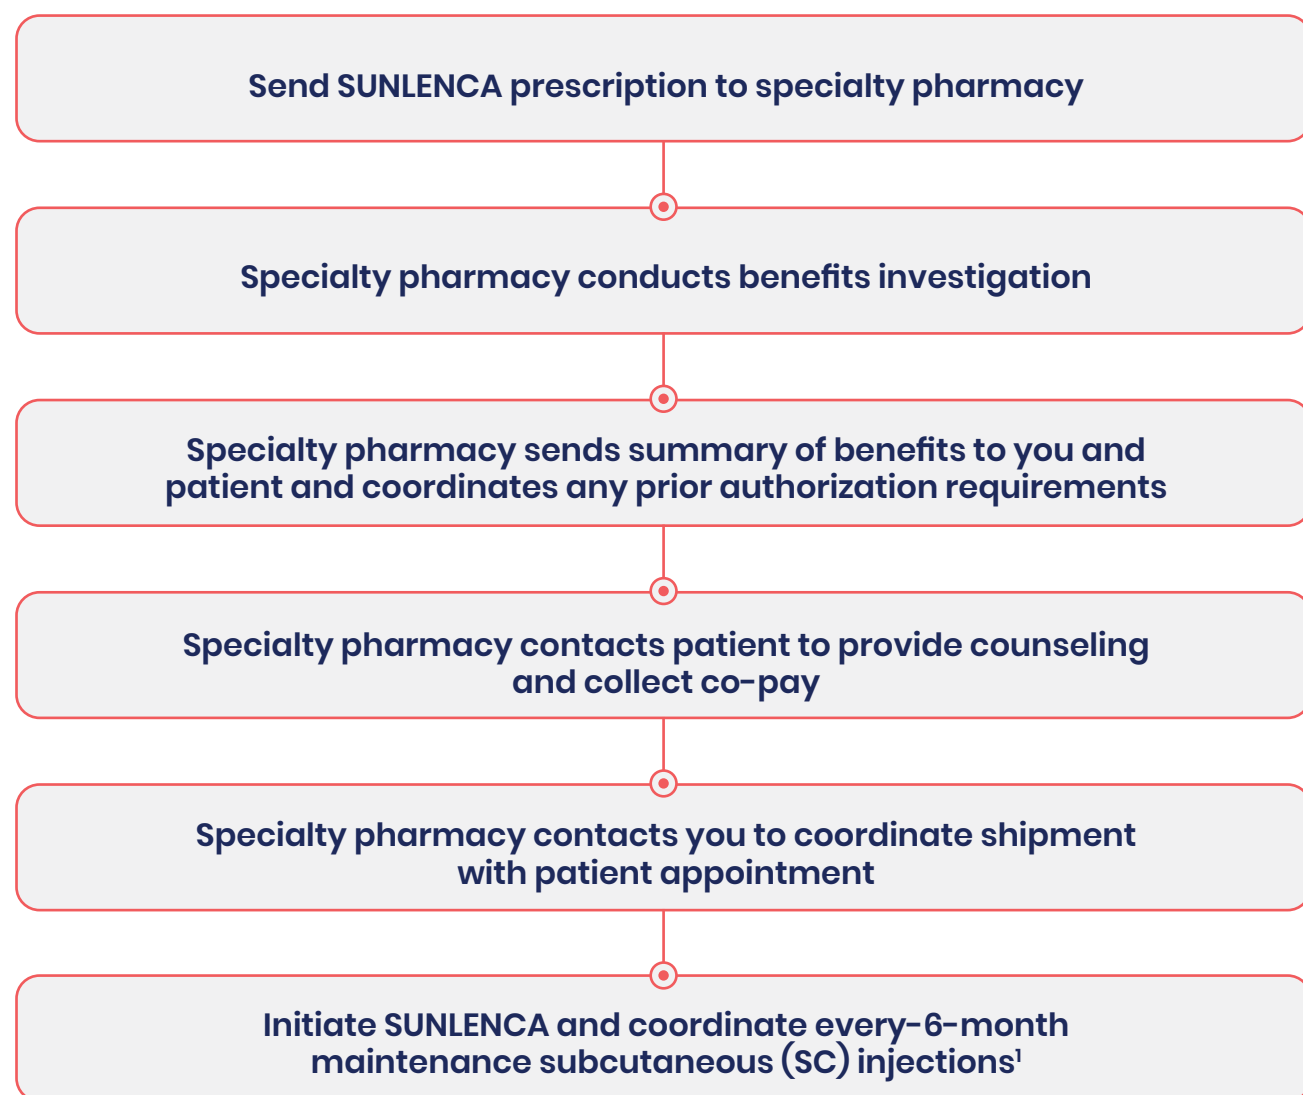 Send SUNLENCA prescription to specialty pharmacy
Specialty pharmacy conducts benefits investigation
Specialty pharmacy sends summary of benefits to you and
patient and coordinates any prior authorization requirements
Specialty pharmacy contacts patient to provide counseling
and collect co-pay
Specialty pharmacy contacts you to coordinate shipment
with patient appointment
Initiate SUNLENCA and coordinate every-6-month
maintenance subcutaneous (SC) injections¹